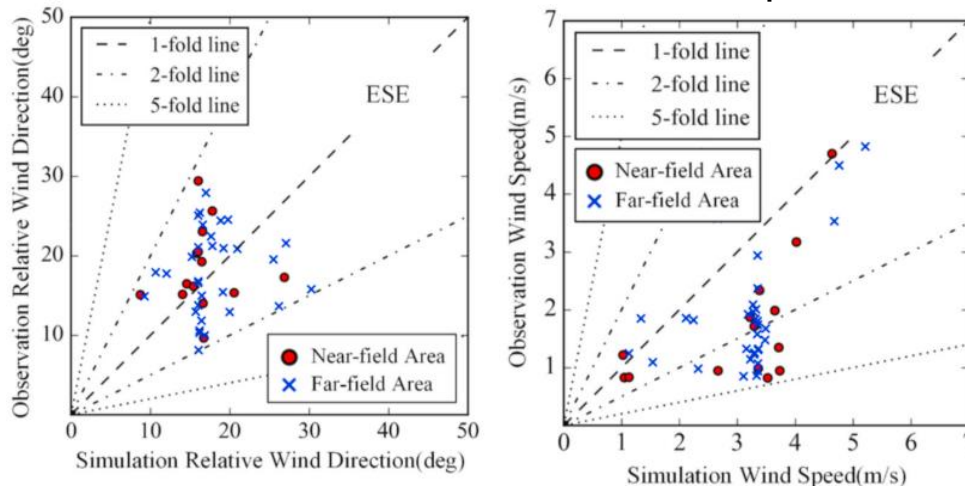 50
40
30
20
10
0
10
20
30
40
50
Observation Relative Wind Direction(deg)
Simulation Relative Wind Direction(deg)
1-fold line
2-fold line
5-fold line
ESE
Near-field Area
Far-field Area
7
6
5
4
3
2
1
0
1
2
3
4
5
6
Observation Wind Speed(m/s)
Simulation Wind Speed(m/s)
1-fold line
2-fold line
5-fold line
ESE
Near-field Area
Far-field Area